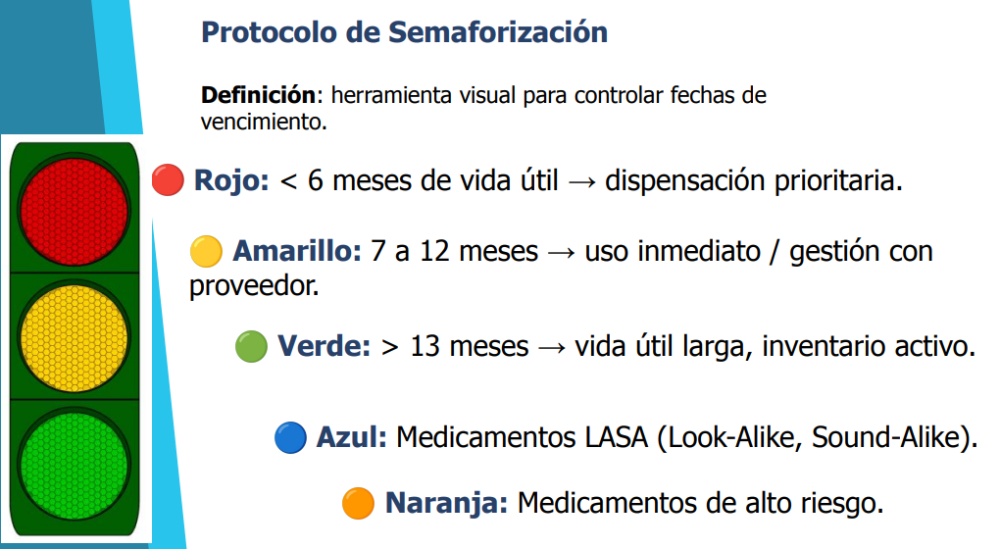 Protocolo de Semaforización
Definición: herramienta visual para controlar fechas de
vencimiento.
🔴 Rojo: < 6 meses de vida útil → dispensación prioritaria.
🟡 Amarillo: 7 a 12 meses → uso inmediato / gestión con
proveedor.
🟢 Verde: > 13 meses → vida útil larga, inventario activo.
🔵 Azul: Medicamentos LASA (Look-Alike, Sound-Alike).
🟠 Naranja: Medicamentos de alto riesgo.